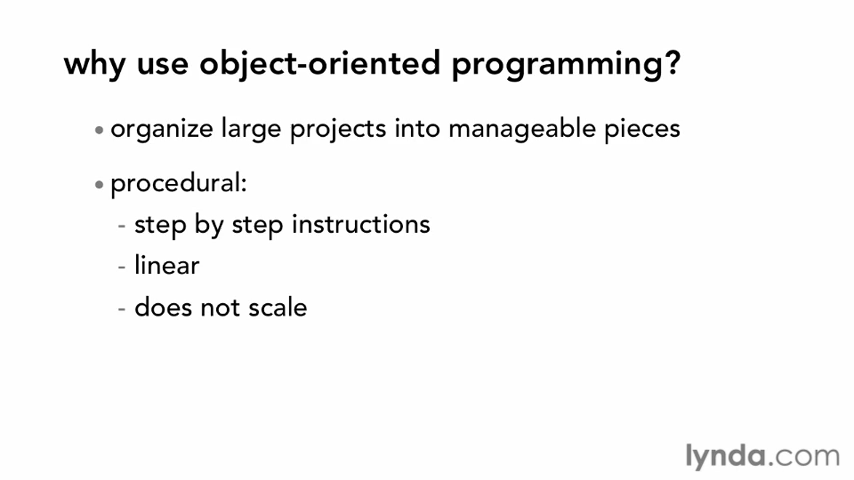 why use object-oriented programming?
• organize large projects into manageable pieces
• procedural:
- step by step instructions
- linear
- does not scale
lynda.com